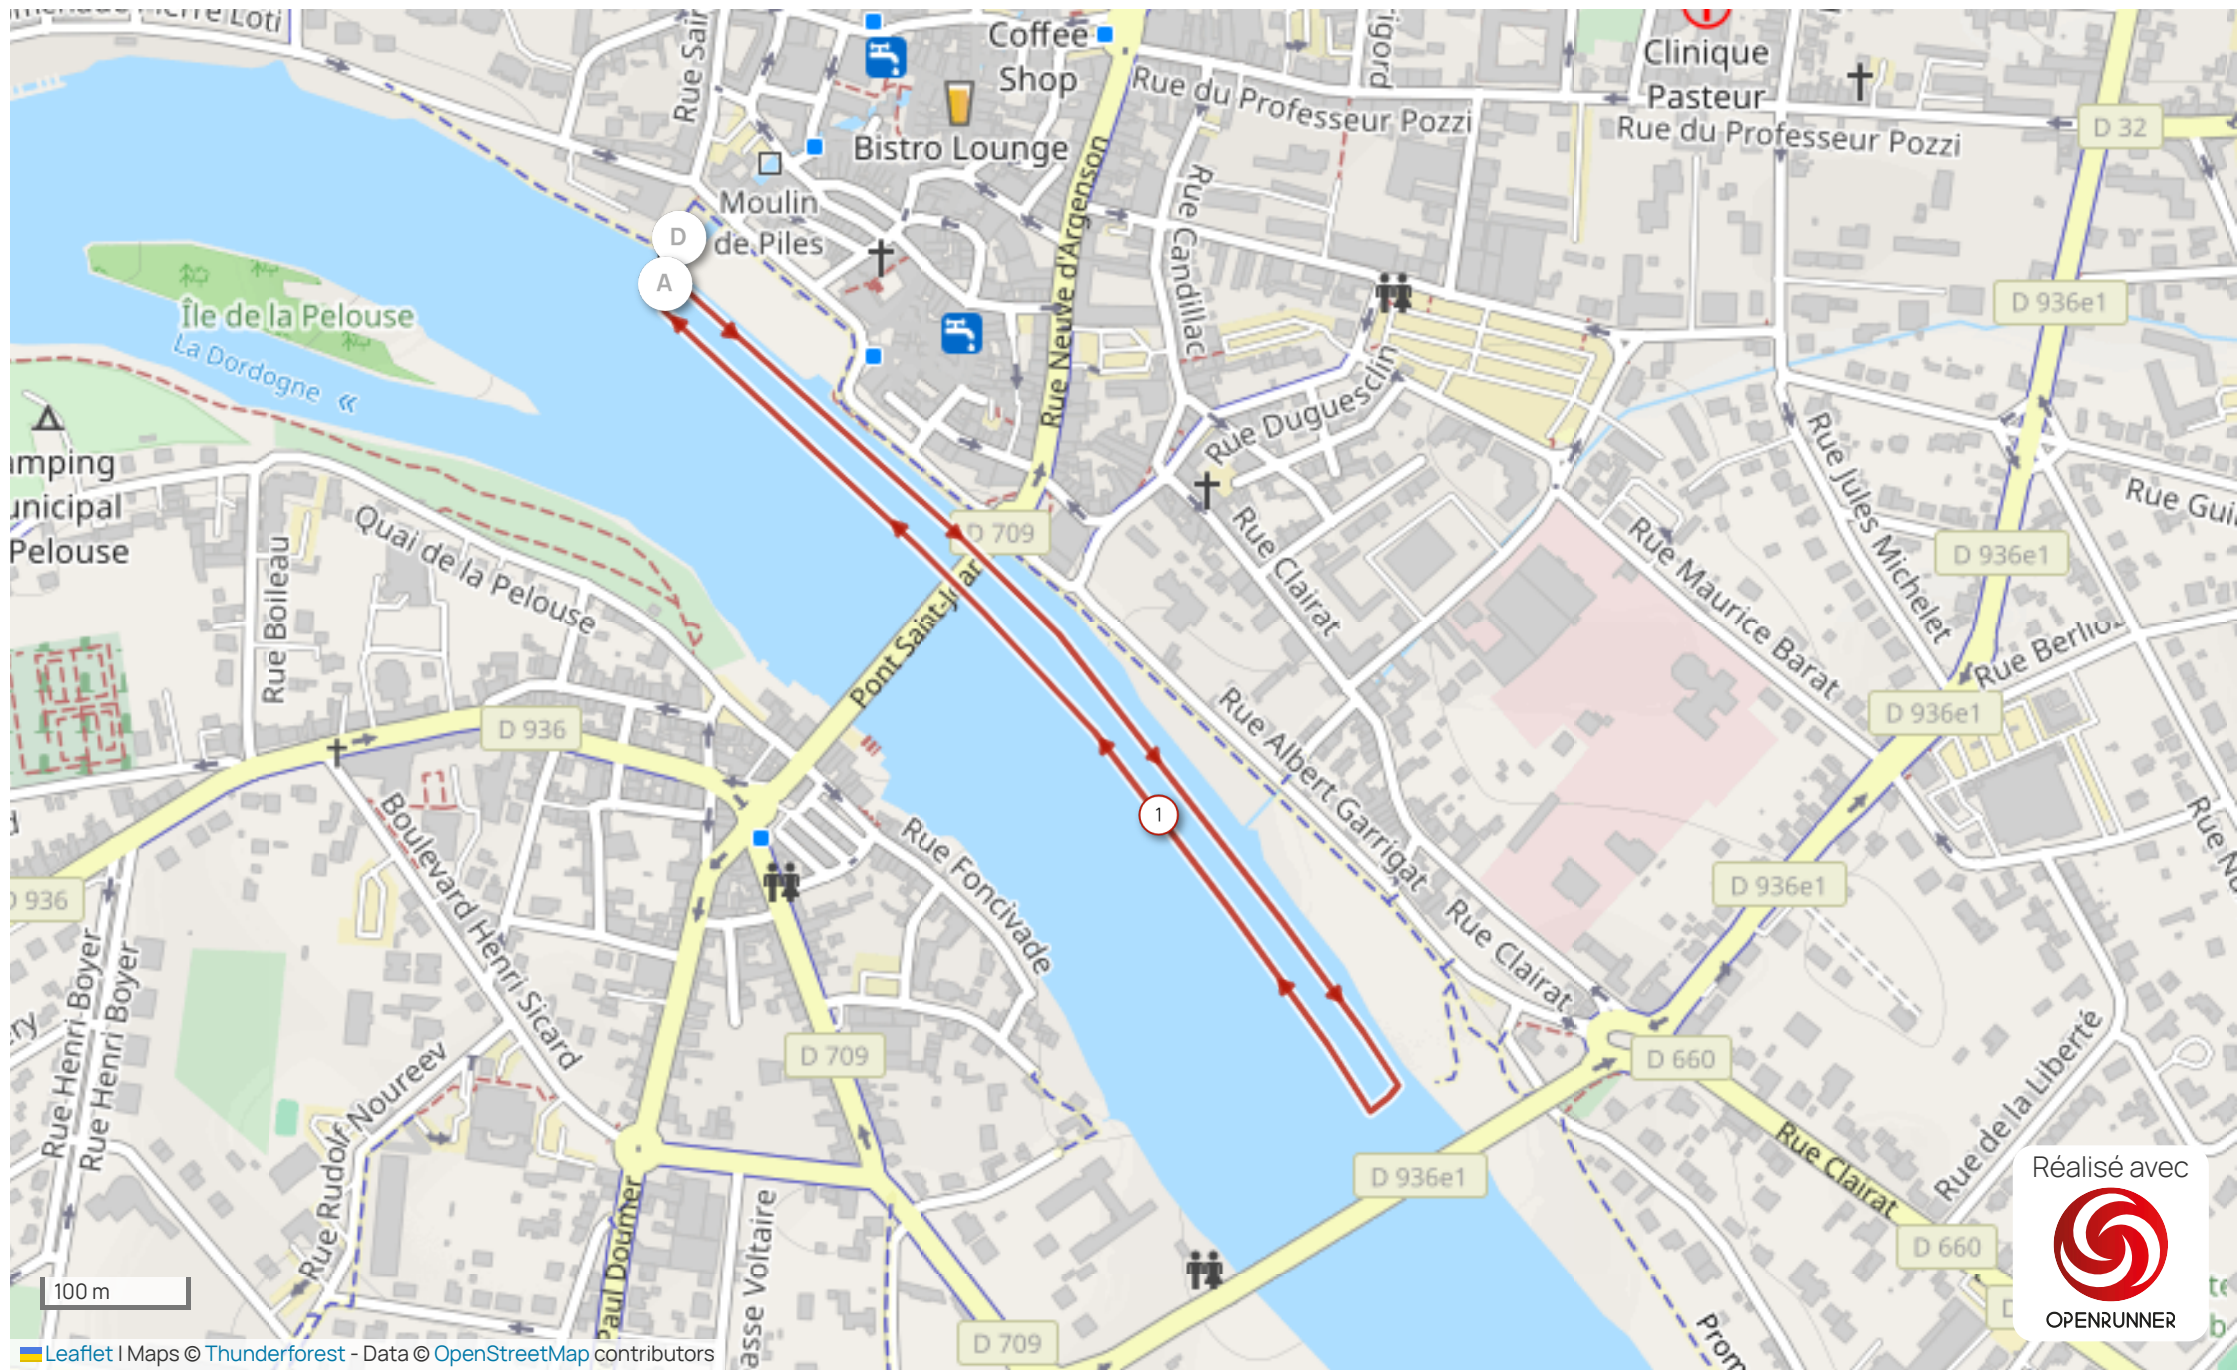 Pierre Loti
Coffee
Shop
Clinique
Pasteur
Rue du Professeur Pozzi
Rue du Professeur Pozzi
D 32
Bistro Lounge
Moulin
de Piles
D
A
Rue Candillac
Rue Neuve d'Argenson
D 936e1
Île de la Pelouse
La Dordogne
Rue Duguesclin
Rue Jules Michelet
Pelouse
Quai de la Pelouse
Rue Boileau
D 709
Rue Clairat
Rue Maurice Barat
D 936e1
Rue Berlioz
Pont Saint-J
D 936
Rue Albert Garrigat
D 936e1
1
Boulevard Henri Sicard
Rue Foncivade
D 936
D 936e1
Rue Clairat
Rue Henri Boyer
Rue Henri Boyer
D 709
D 660
Rue Rudolf Noureev
Rue de la Liberté
Rue Clairat
D 936e1
Paul Doumer
asse Voltaire
D 660
D 709
100 m
Réalisé avec
OPENRUNNER
Leaflet | Maps © Thunderforest - Data © OpenStreetMap contributors